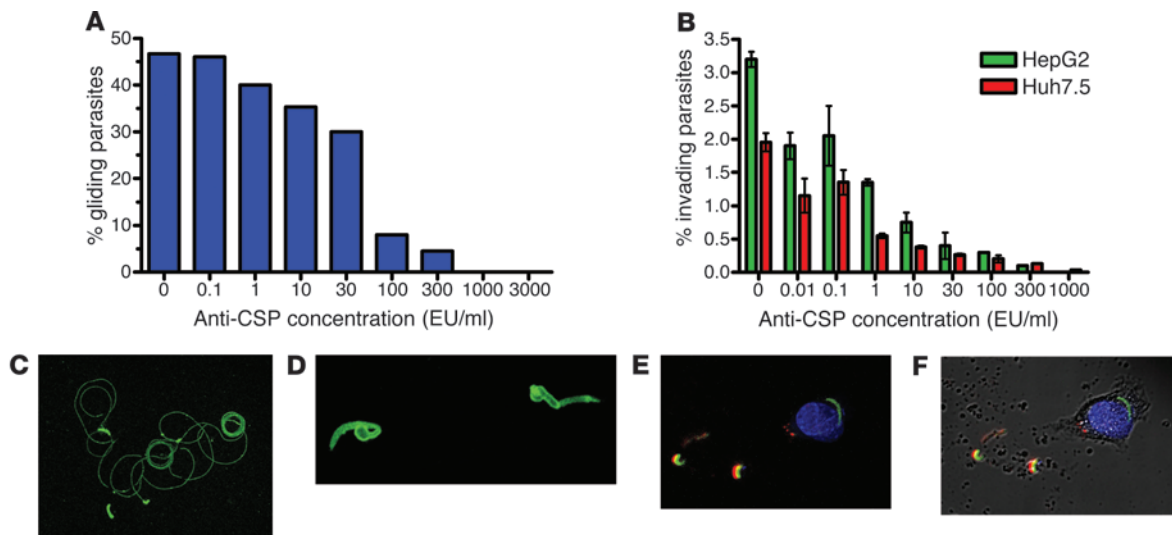 A
% gliding parasites
50
40
30
20
10
0
0 0.1 1 10 30 100 300 1000 3000
Anti-CSP concentration (EU/ml)
B
% invading parasites
3.5
3.0
2.5
2.0
1.5
1.0
0.5
0.0
HepG2
Huh7.5
0 0.01 0.1 1 10 30 100 300 1000
Anti-CSP concentration (EU/ml)
C
D
E
F